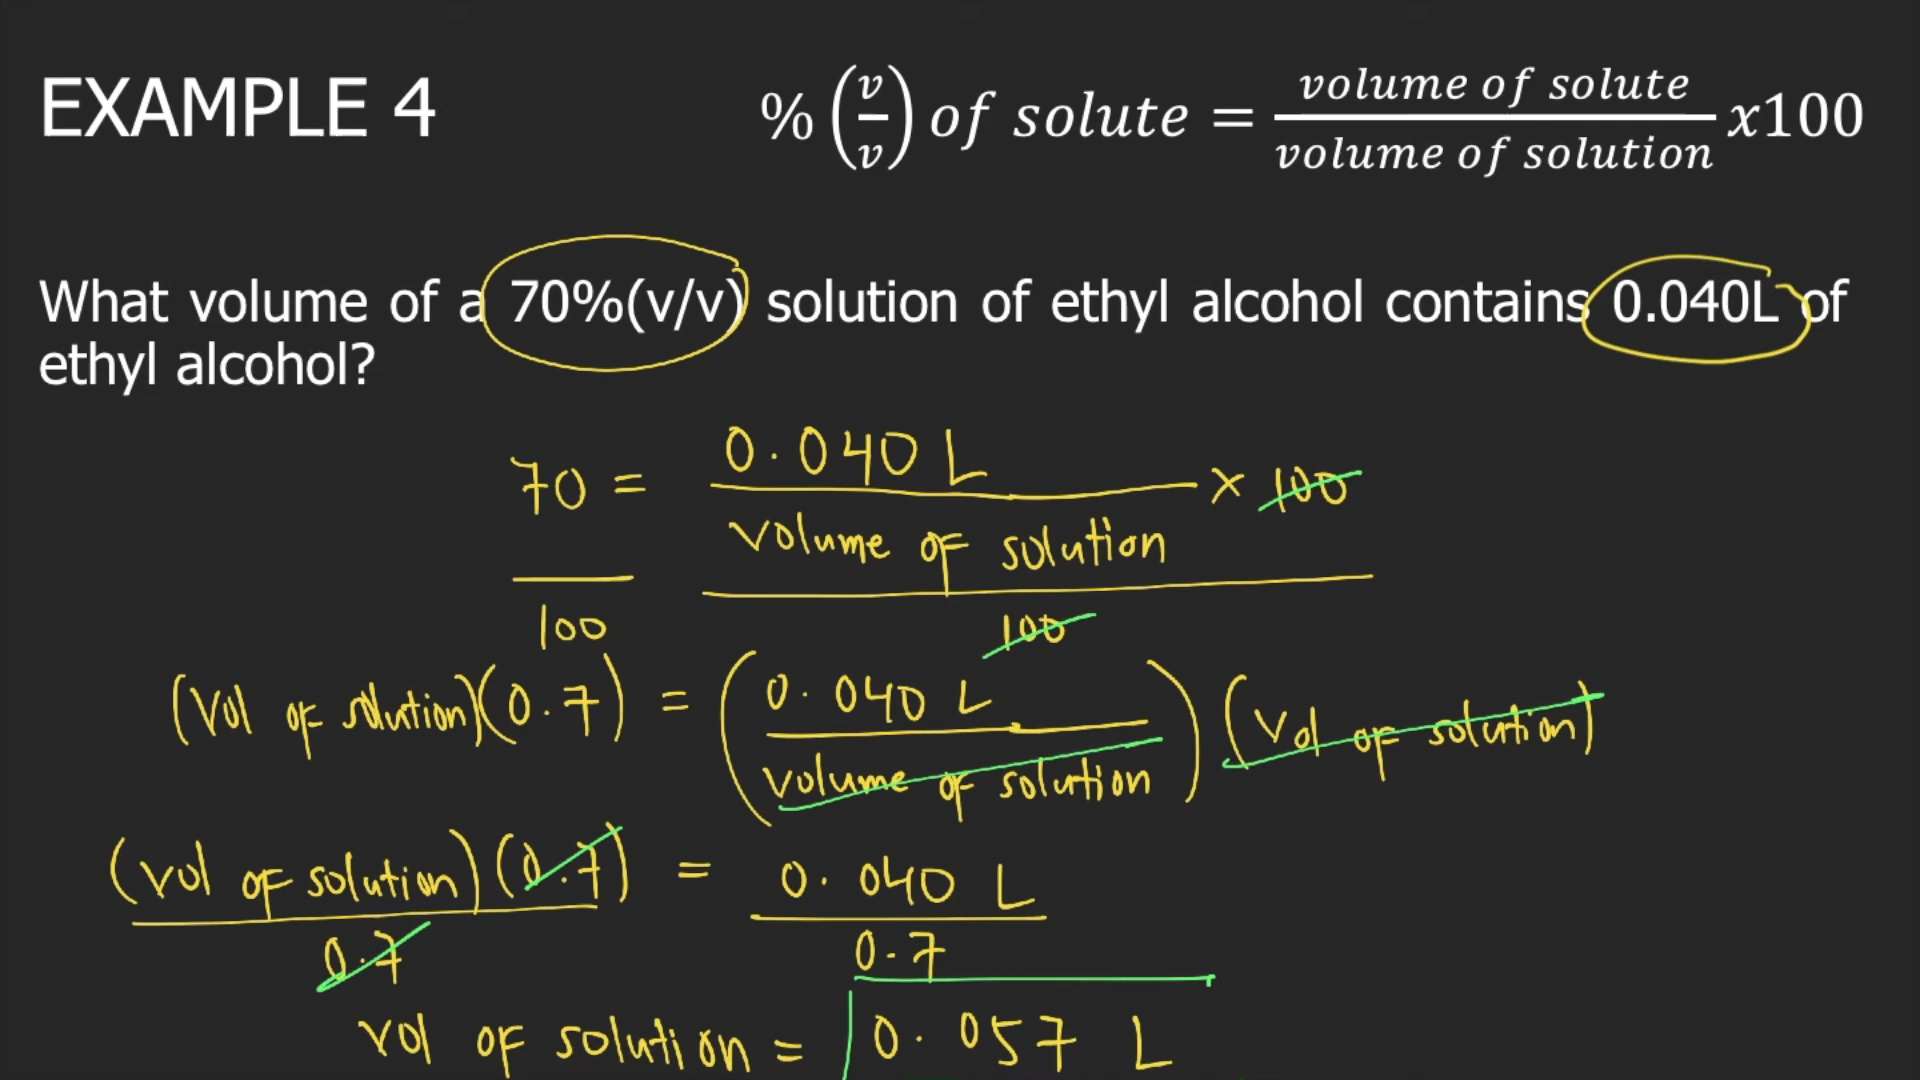 EXAMPLE 4
% (v/v) of solute = volume of solute / volume of solution x100
What volume of a 70%(v/v) solution of ethyl alcohol contains 0.040L of
ethyl alcohol?
70 = 0.040 L / volume of solution × 100
100 100
(Vol of solution)(0.7) = (0.040 L / volume of solution) (Vol of solution)
(vol of solution)(0.7) = 0.040 L
0.7 0.7
vol of solution = 0.057 L